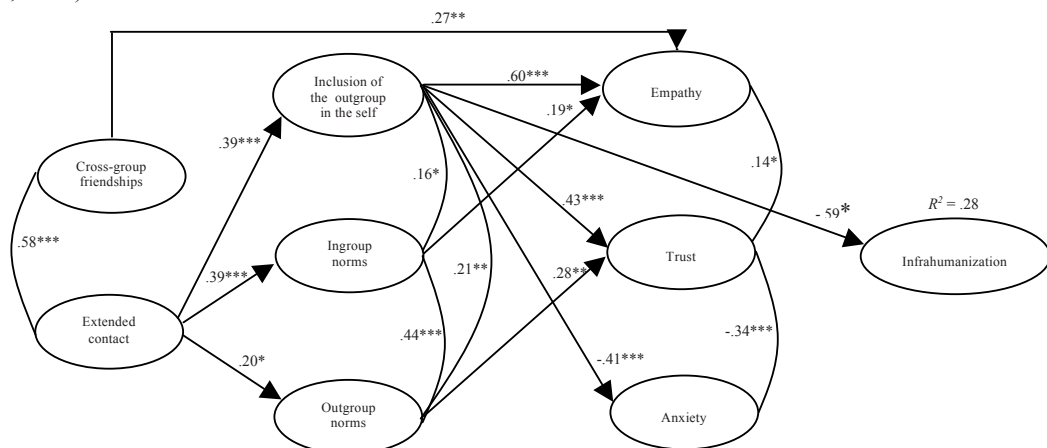 .27**
Inclusion of
the outgroup
in the self
.60***
Empathy
.19*
.39***
Cross-group
friendships
.16*
.14*
.43***
- .59*
R² = .28
.58***
Ingroup
norms
Trust
Infrahumanization
.39***
.21**
.28**
Extended
contact
.44***
-.34***
.20*
-.41***
Outgroup
norms
Anxiety